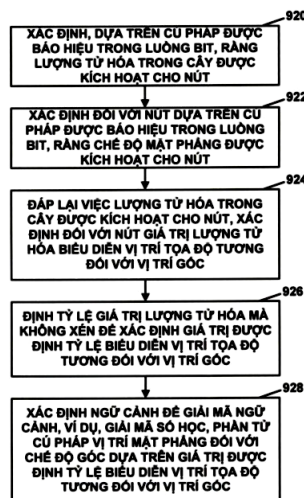 920
XÁC ĐỊNH, DỰA TRÊN CÚ PHÁP ĐƯỢC
BÁO HIỆU TRONG LUỒNG BIT, RẰNG
LƯỢNG TỬ HÓA TRONG CÂY ĐƯỢC
KÍCH HOẠT CHO NÚT
922
XÁC ĐỊNH ĐỐI VỚI NÚT DỰA TRÊN CÚ
PHÁP ĐƯỢC BÁO HIỆU TRONG LUỒNG
BIT, RẰNG CHẾ ĐỘ MẶT PHẲNG ĐƯỢC
KÍCH HOẠT CHO NÚT
924
ĐÁP LẠI VIỆC LƯỢNG TỬ HÓA TRONG
CÂY ĐƯỢC KÍCH HOẠT CHO NÚT, XÁC
ĐỊNH ĐỐI VỚI NÚT GIÁ TRỊ LƯỢNG TỬ
HÓA BIỂU DIỄN VỊ TRÍ TỌA ĐỘ TƯƠNG
ĐỐI VỚI VỊ TRÍ GỐC
926
ĐỊNH TỶ LỆ GIÁ TRỊ LƯỢNG TỬ HÓA MÀ
KHÔNG XÉN ĐỂ XÁC ĐỊNH GIÁ TRỊ ĐƯỢC
ĐỊNH TỶ LỆ BIỂU DIỄN VỊ TRÍ TỌA ĐỘ
TƯƠNG ĐỐI VỚI VỊ TRÍ GỐC
928
XÁC ĐỊNH NGỮ CẢNH ĐỂ GIẢI MÃ NGỮ
CẢNH, VÍ DỤ, GIẢI MÃ SỐ HỌC, PHẦN TỬ
CÚ PHÁP VỊ TRÍ MẶT PHẲNG ĐỐI VỚI
CHẾ ĐỘ GÓC DỰA TRÊN GIÁ TRỊ ĐƯỢC
ĐỊNH TỶ LỆ BIỂU DIỄN VỊ TRÍ TỌA ĐỘ
TƯƠNG ĐỐI VỚI VỊ TRÍ GỐC